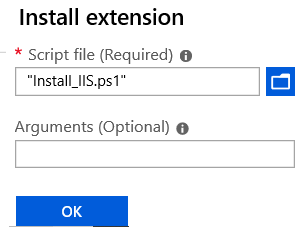 Install extension
* Script file (Required)
"Install_IIS.ps1"
Arguments (Optional)
OK